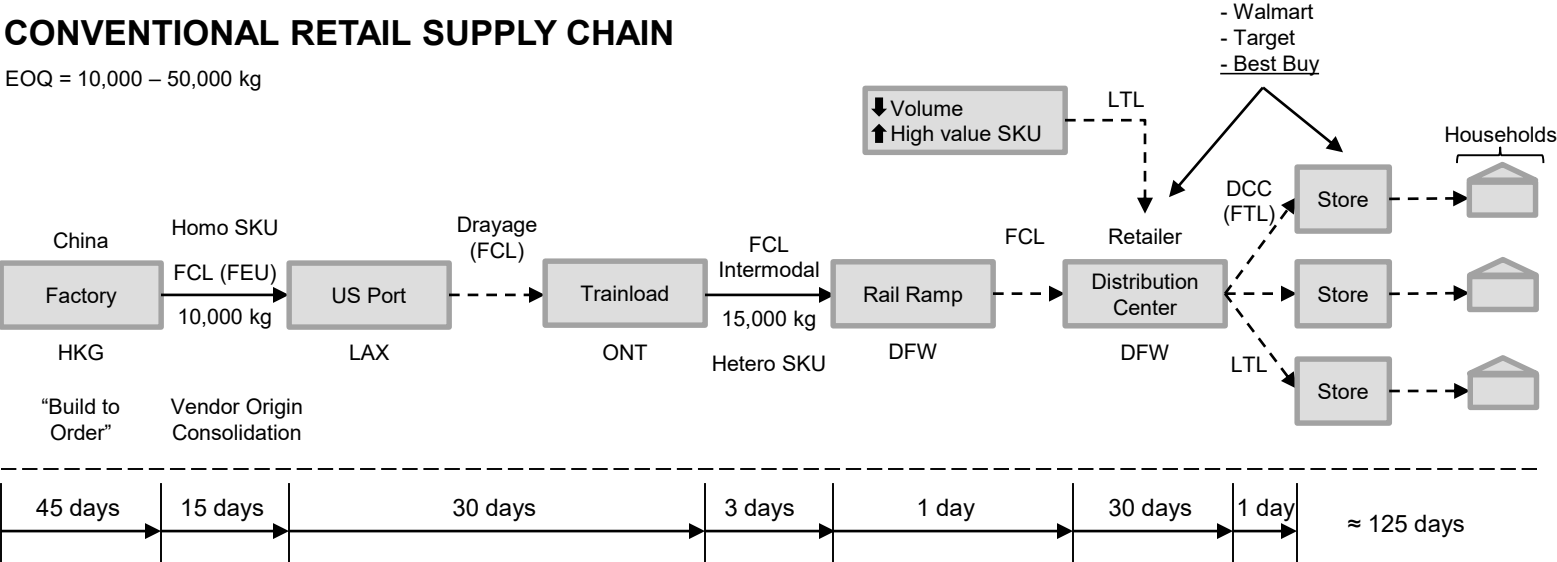 CONVENTIONAL RETAIL SUPPLY CHAIN
EOQ = 10,000 – 50,000 kg
- Walmart
- Target
- Best Buy
Volume
High value SKU
LTL
Households
China
Factory
HKG
"Build to
Order"
Homo SKU
FCL (FEU)
10,000 kg
Vendor Origin
Consolidation
US Port
LAX
Drayage
(FCL)
Trainload
ONT
FCL
Intermodal
15,000 kg
Hetero SKU
Rail Ramp
DFW
FCL
Retailer
Distribution
Center
DFW
DCC
(FTL)
LTL
Store
Store
Store
45 days
15 days
30 days
3 days
1 day
30 days
1 day
≈ 125 days